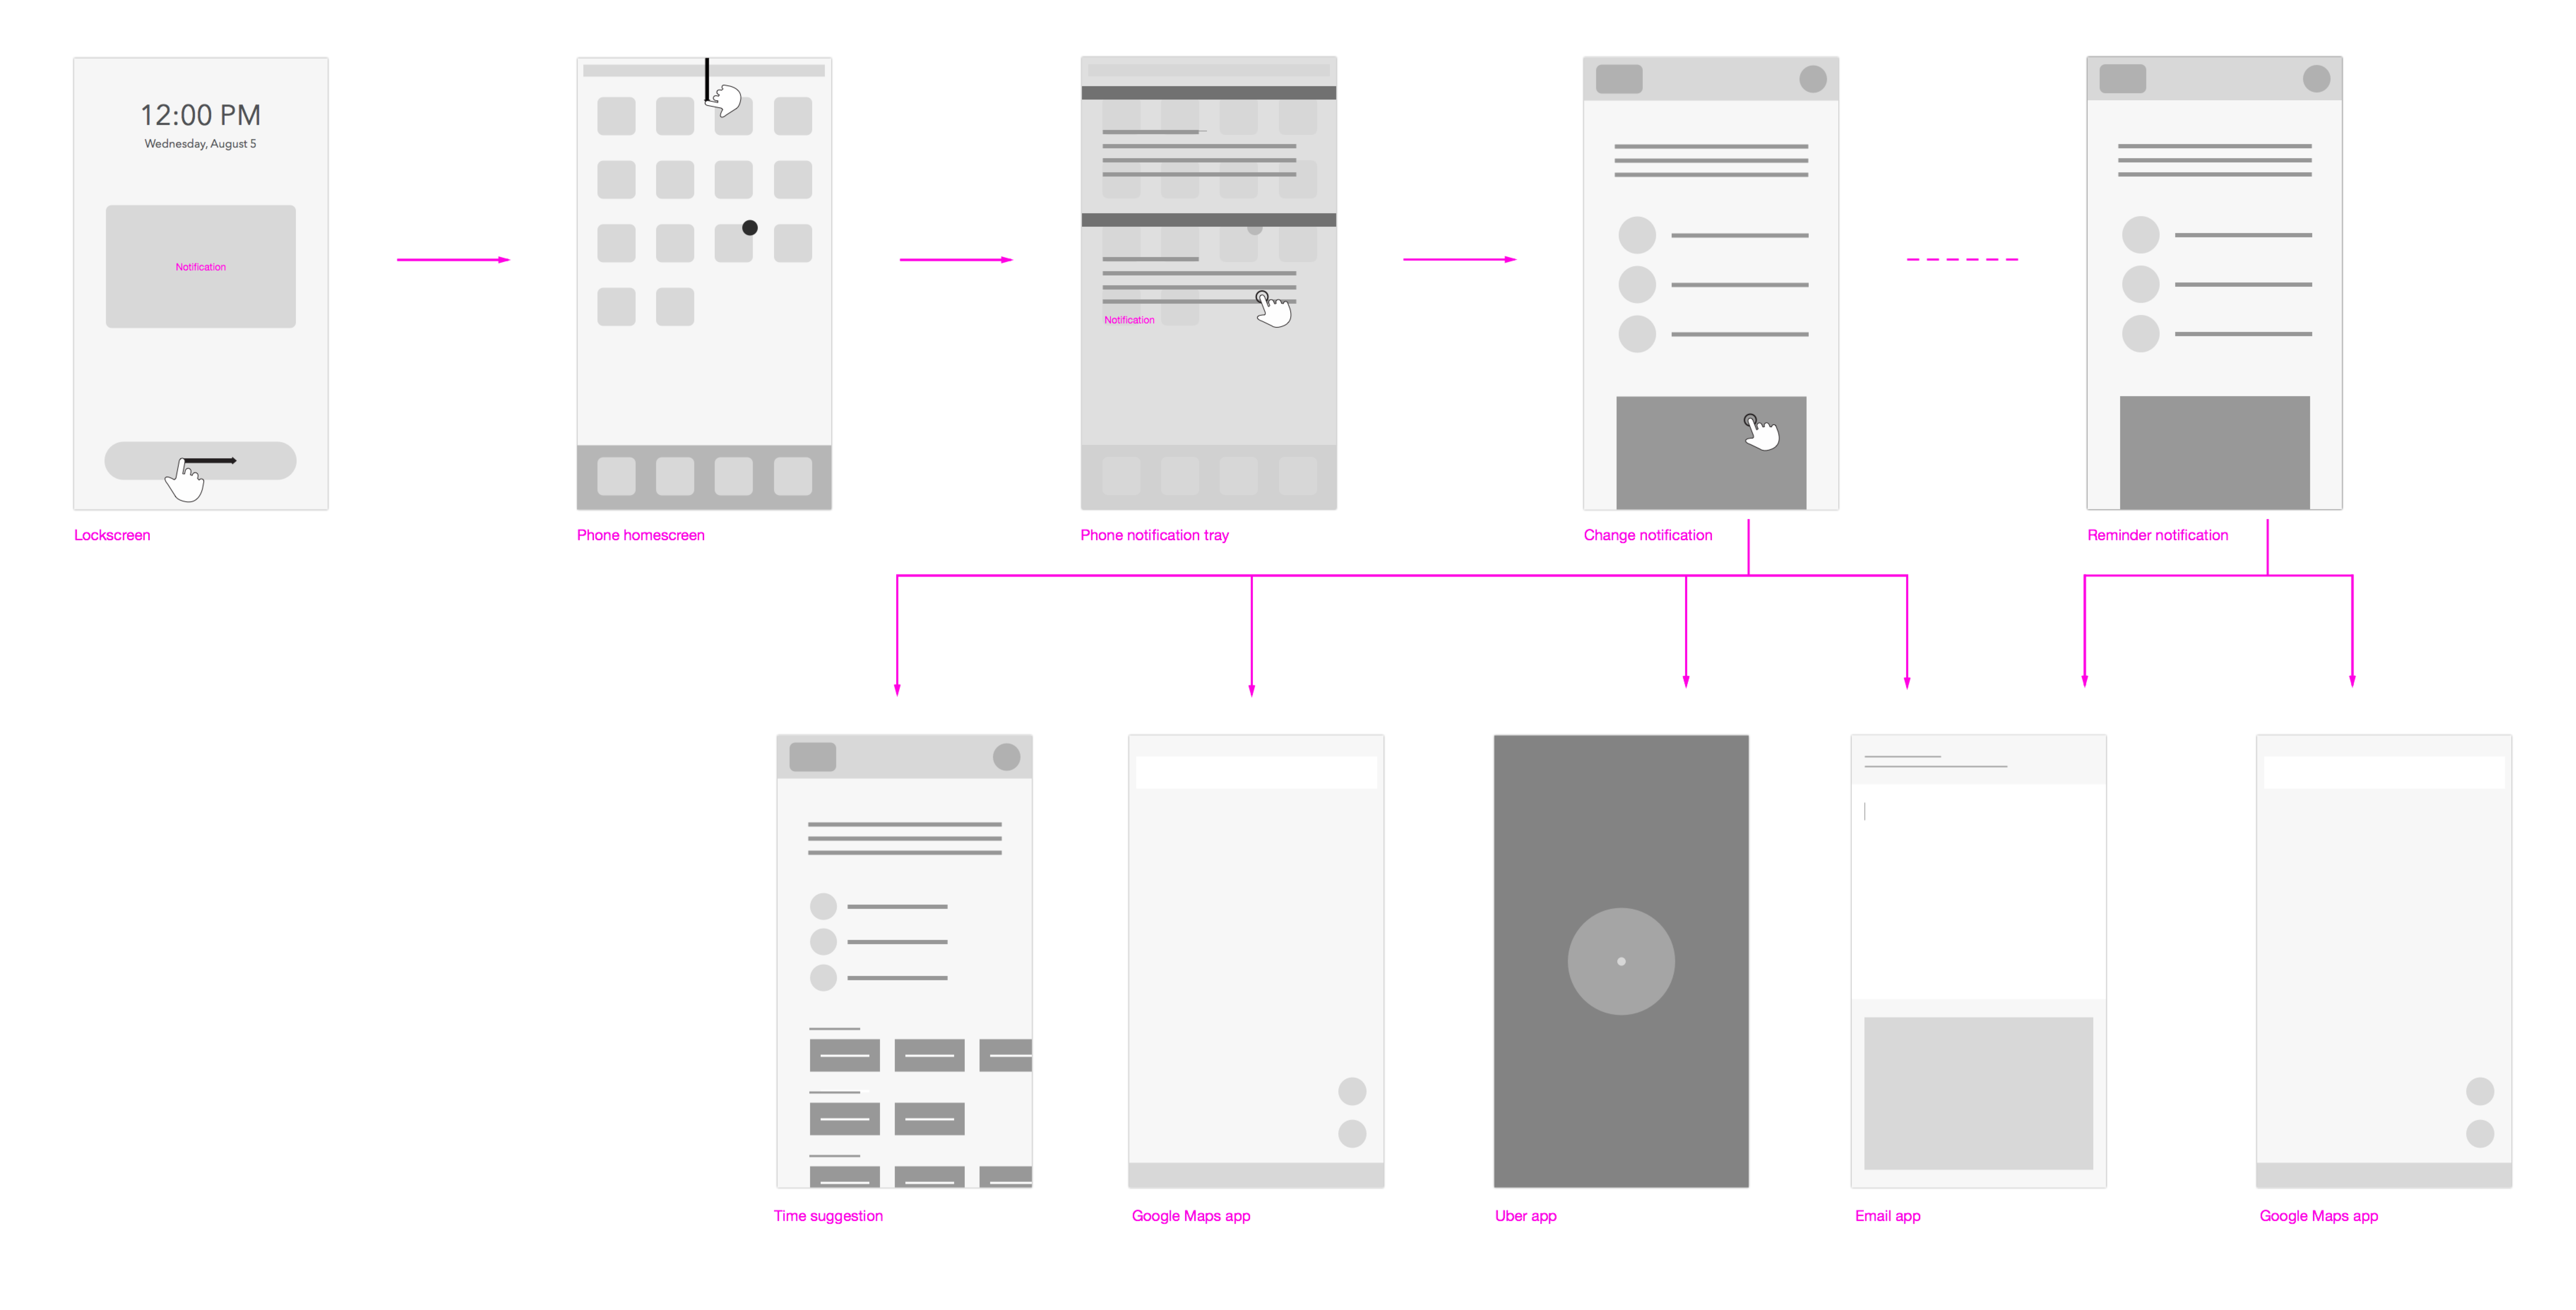 12:00 PM
Wednesday, August 5
Notification
Notification
Lockscreen
Phone homescreen
Phone notification tray
Change notification
Reminder notification
Time suggestion
Google Maps app
Uber app
Email app
Google Maps app